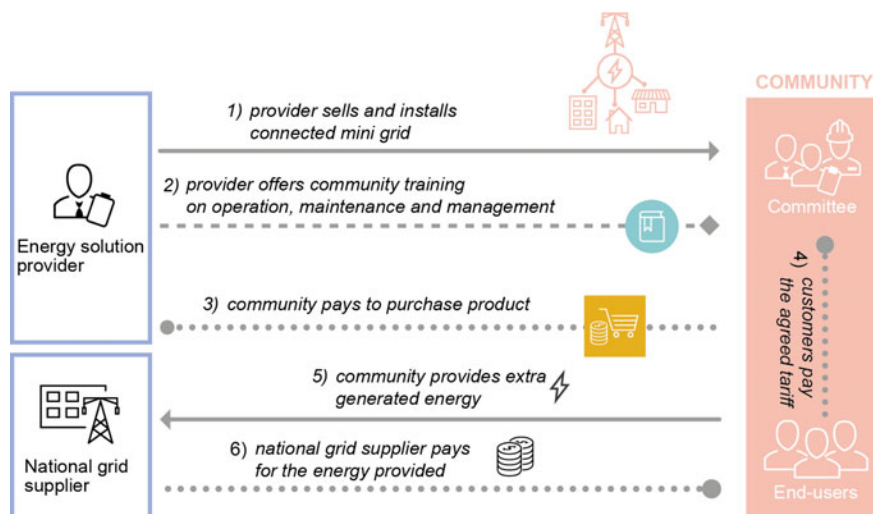 COMMUNITY
1) provider sells and installs
connected mini grid
2) provider offers community training
on operation, maintenance and management
Committee
Energy solution
provider
3) community pays to purchase product
4) customers pay
the agreed tariff
5) community provides extra
generated energy
6) national grid supplier pays
for the energy provided
National grid
supplier
End-users